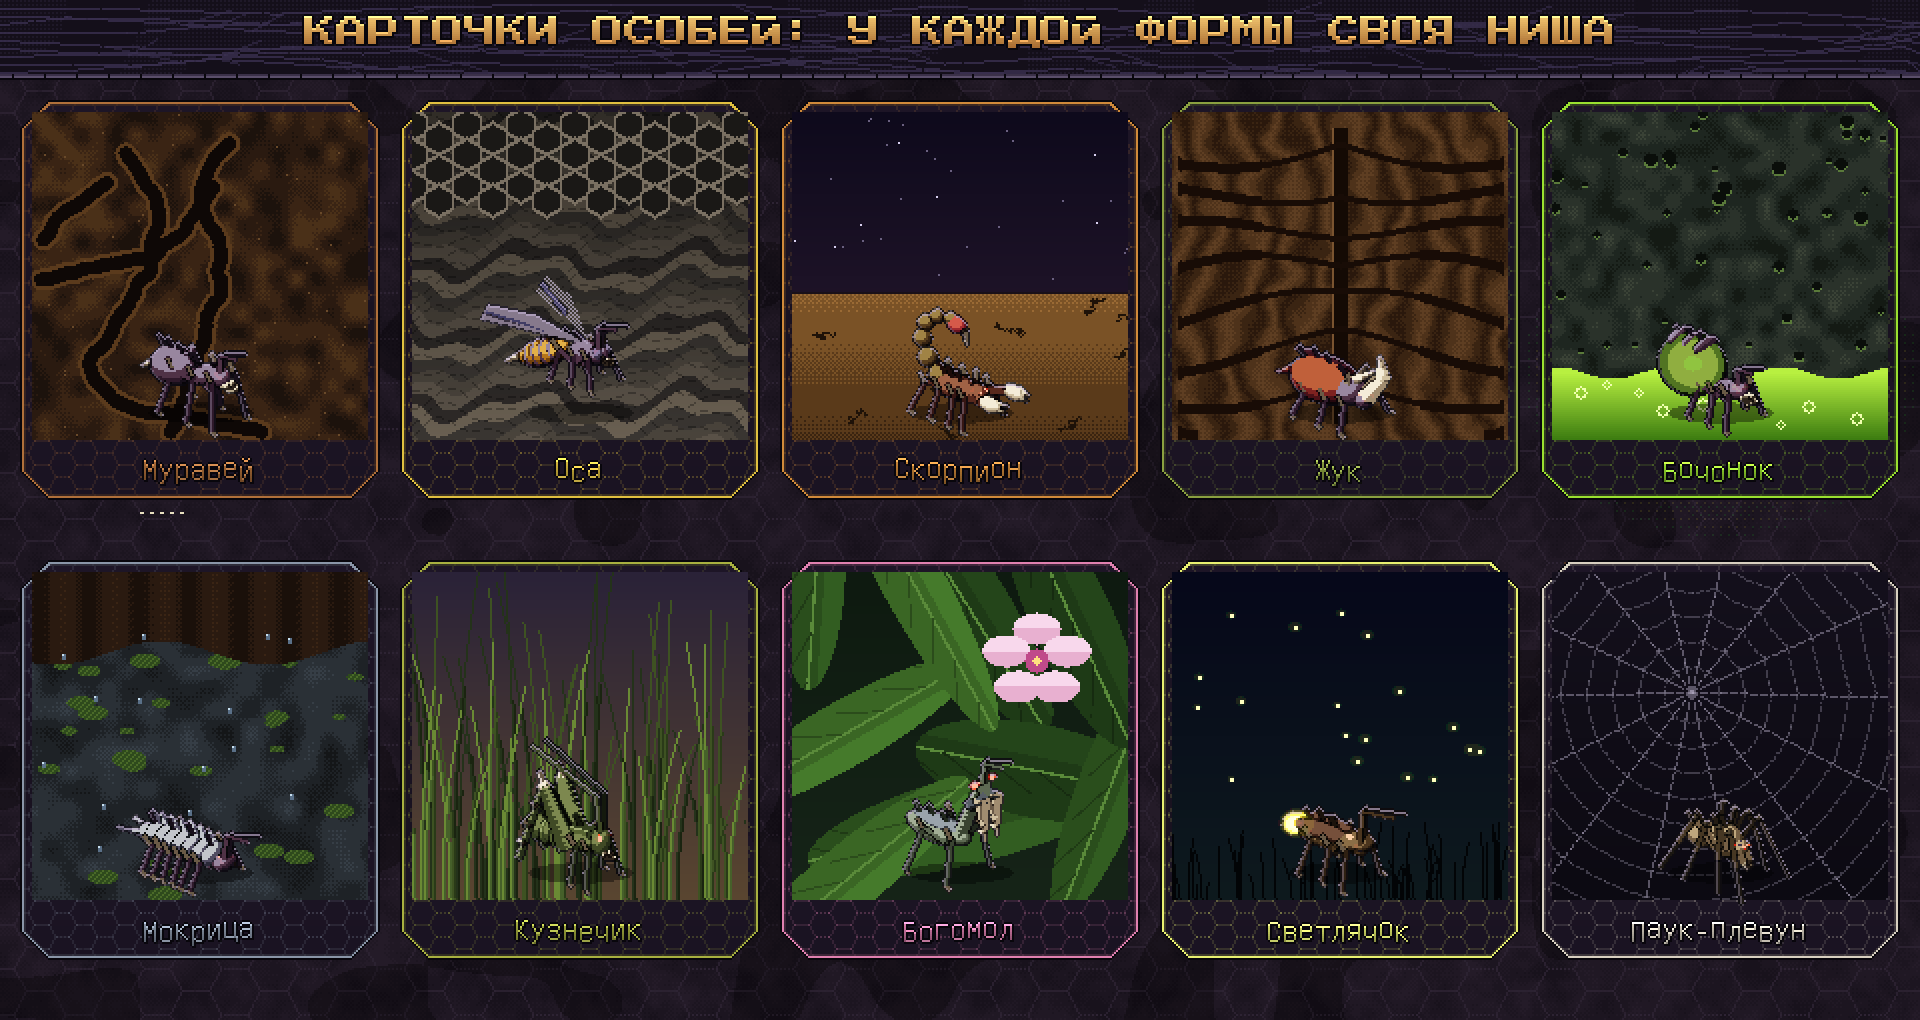 КАРТОЧКИ ОСОБЕЙ: У КАЖДОЙ ФОРМЫ СВОЯ НИША
Муравей
Оса
Скорпион
Жук
Бочонок
Мокрица
Кузнечик
Богомол
Светлячок
Паук-плевун